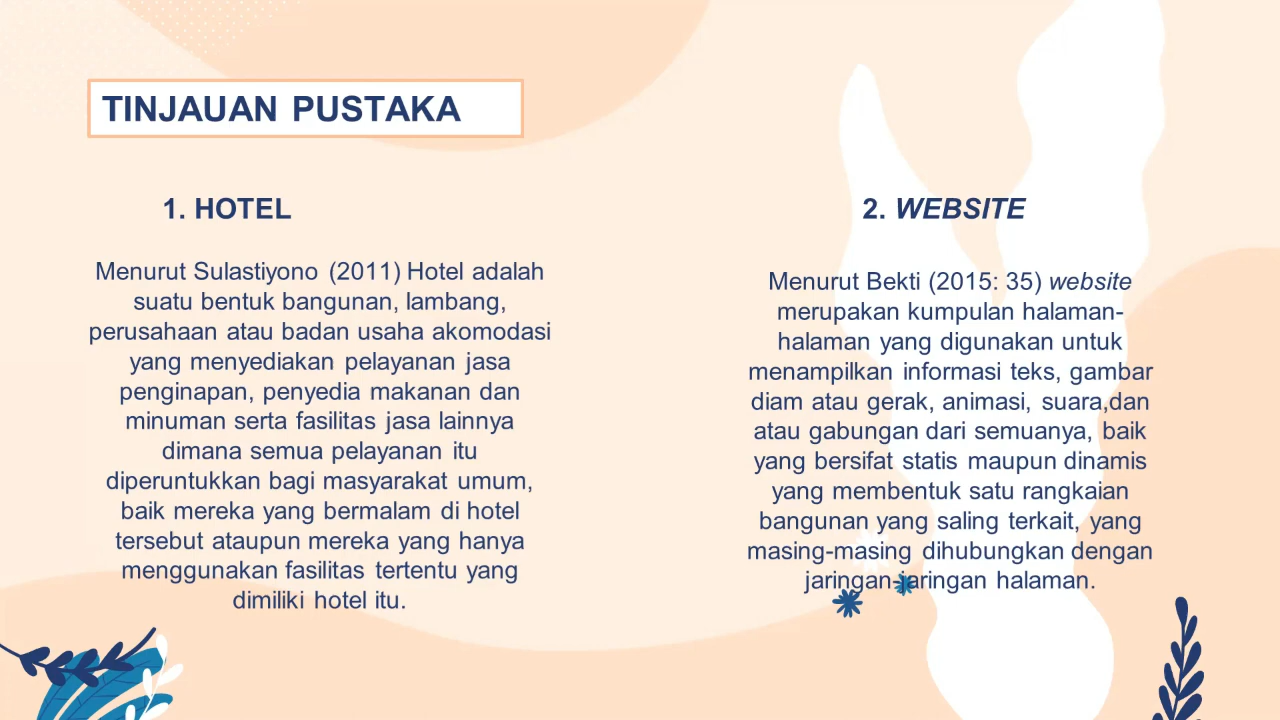 TINJAUAN PUSTAKA
1. HOTEL
Menurut Sulastiyono (2011) Hotel adalah
suatu bentuk bangunan, lambang,
perusahaan atau badan usaha akomodasi
yang menyediakan pelayanan jasa
penginapan, penyedia makanan dan
minuman serta fasilitas jasa lainnya
dimana semua pelayanan itu
diperuntukkan bagi masyarakat umum,
baik mereka yang bermalam di hotel
tersebut ataupun mereka yang hanya
menggunakan fasilitas tertentu yang
dimiliki hotel itu.
2. WEBSITE
Menurut Bekti (2015: 35) website
merupakan kumpulan halaman-
halaman yang digunakan untuk
menampilkan informasi teks, gambar
diam atau gerak, animasi, suara,dan
atau gabungan dari semuanya, baik
yang bersifat statis maupun dinamis
yang membentuk satu rangkaian
bangunan yang saling terkait, yang
masing-masing dihubungkan dengan
jaringan-jaringan halaman.